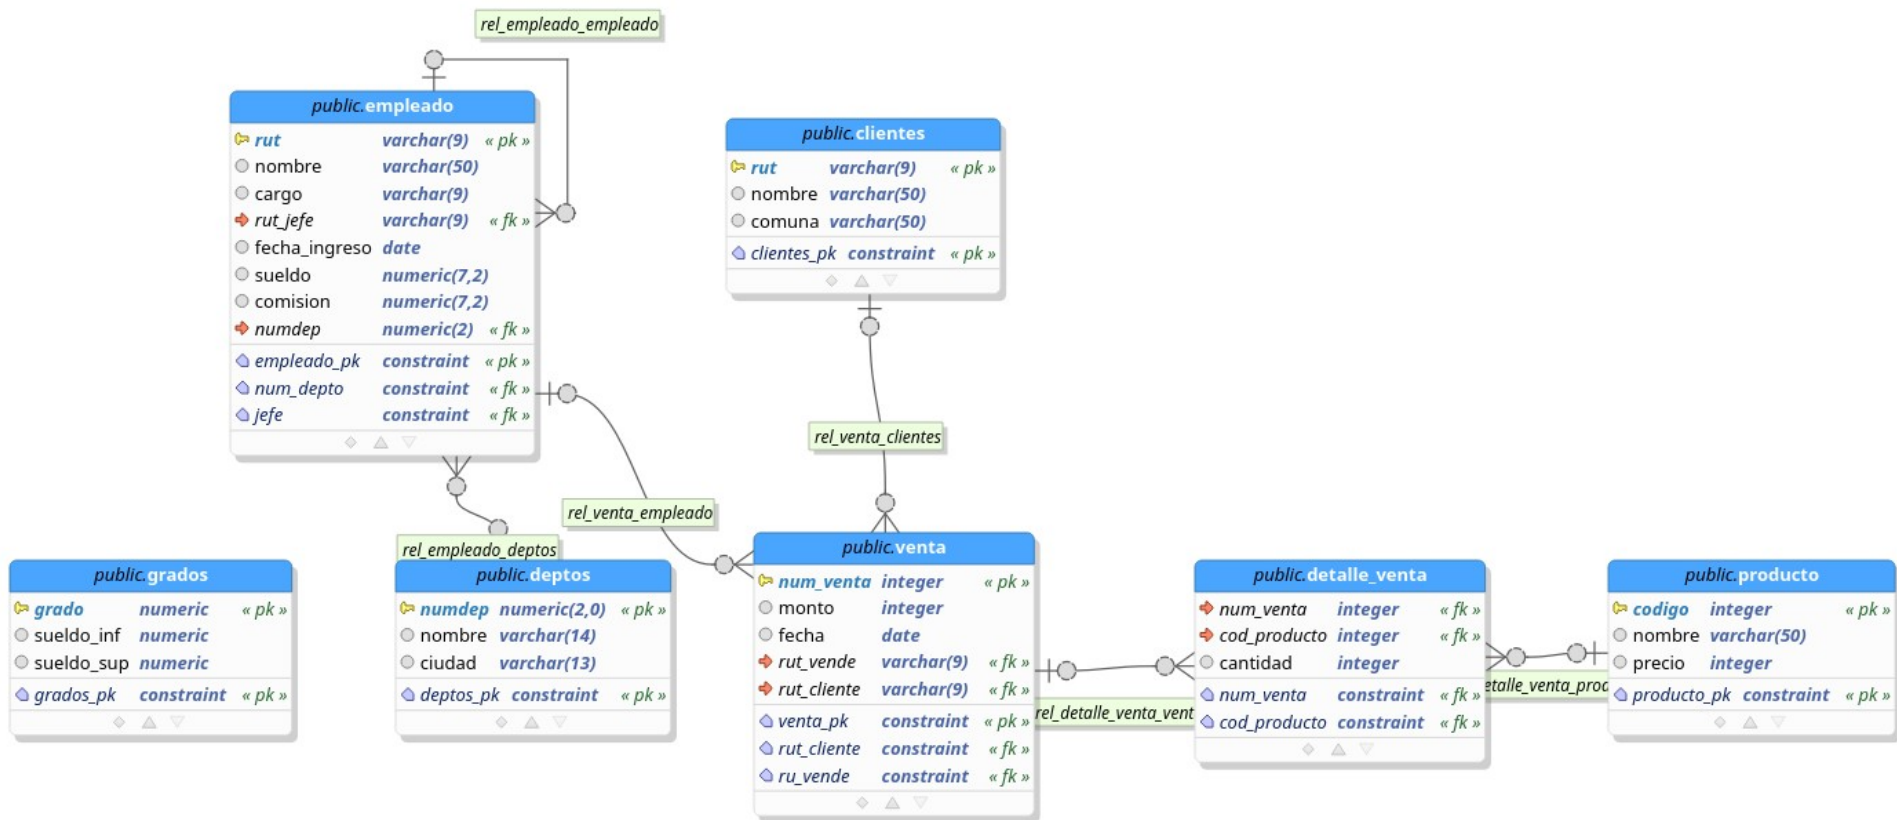 rel_empleado_empleado
public.empleado
rut varchar(9) « pk »
nombre varchar(50)
cargo varchar(9)
rut_jefe varchar(9) « fk »
fecha_ingreso date
sueldo numeric(7,2)
comision numeric(7,2)
numdep numeric(2) « fk »
empleado_pk constraint « pk »
num_depto constraint « fk »
jefe constraint « fk »
public.clientes
rut varchar(9) « pk »
nombre varchar(50)
comuna varchar(50)
clientes_pk constraint « pk »
rel_venta_clientes
rel_venta_empleado
rel_empleado_deptos
public.grados
grado numeric « pk »
sueldo_inf numeric
sueldo_sup numeric
grados_pk constraint « pk »
public.deptos
numdep numeric(2,0) « pk »
nombre varchar(14)
ciudad varchar(13)
deptos_pk constraint « pk »
public.venta
num_venta integer « pk »
monto integer
fecha date
rut_vende varchar(9) « fk »
rut_cliente varchar(9) « fk »
venta_pk constraint « pk »
rut_cliente constraint « fk »
ru_vende constraint « fk »
rel_detalle_venta_vent
public.detalle_venta
num_venta integer « fk »
cod_producto integer « fk »
cantidad integer
num_venta constraint « fk »
cod_producto constraint « fk »
etalle_venta_prod
public.producto
codigo integer « pk »
nombre varchar(50)
precio integer
producto_pk constraint « pk »